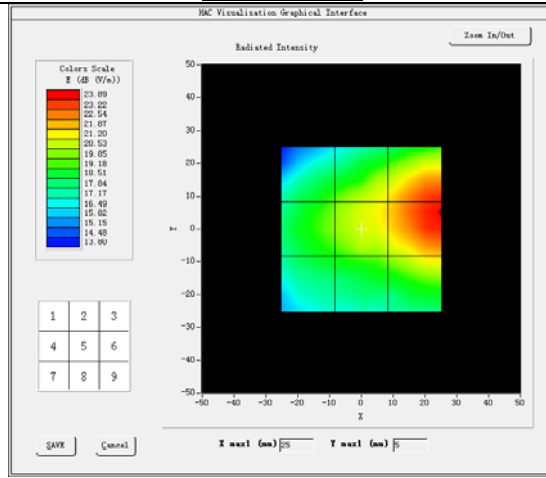 HAC Visualisation Graphical Interface
Zoom In/Out
Radiated Intensity
Colors Scale
E (dB (V/m))
23.89
23.22
22.54
21.87
21.20
20.53
19.85
19.18
18.51
17.84
17.17
16.49
15.82
15.15
14.48
13.80
50
40
30
20
10
0
-10
-20
-30
-40
-50
Y
-50 -40 -30 -20 -10 0 10 20 30 40 50
X
1 2 3
4 5 6
7 8 9
SAVE Cancel
X max1 (mm) 25 Y max1 (mm) 5